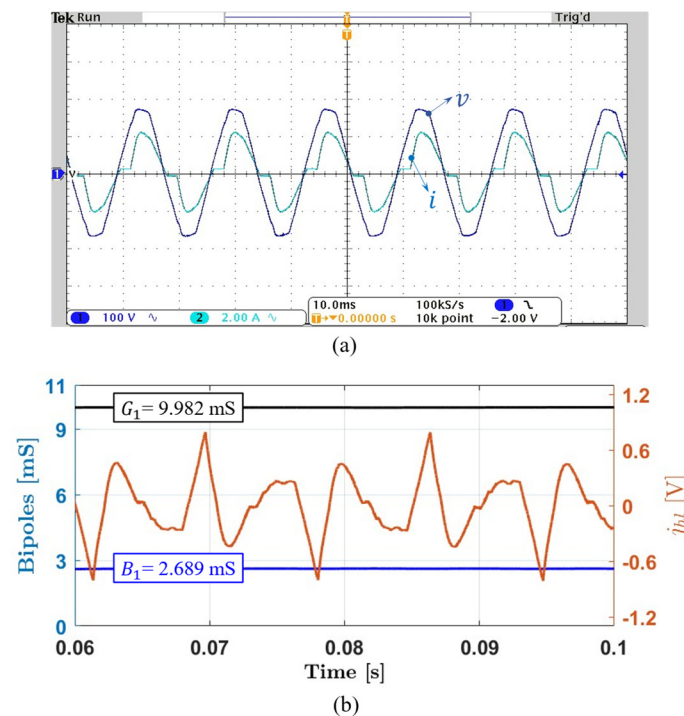 Tek Run Trig'd
T
T
v
i
1 V
10.0ms 100kS/s 1
1 100 V 2 2.00 A T→▼0.00000 s 10k point −2.00 V
(a)
11 1.2
G₁= 9.982 mS
9 0.6
6 0
3 -0.6
B₁= 2.689 mS
0 -1.2
Bipoles [mS]
i_bl [V]
0.06 0.07 0.08 0.09 0.1
Time [s]
(b)